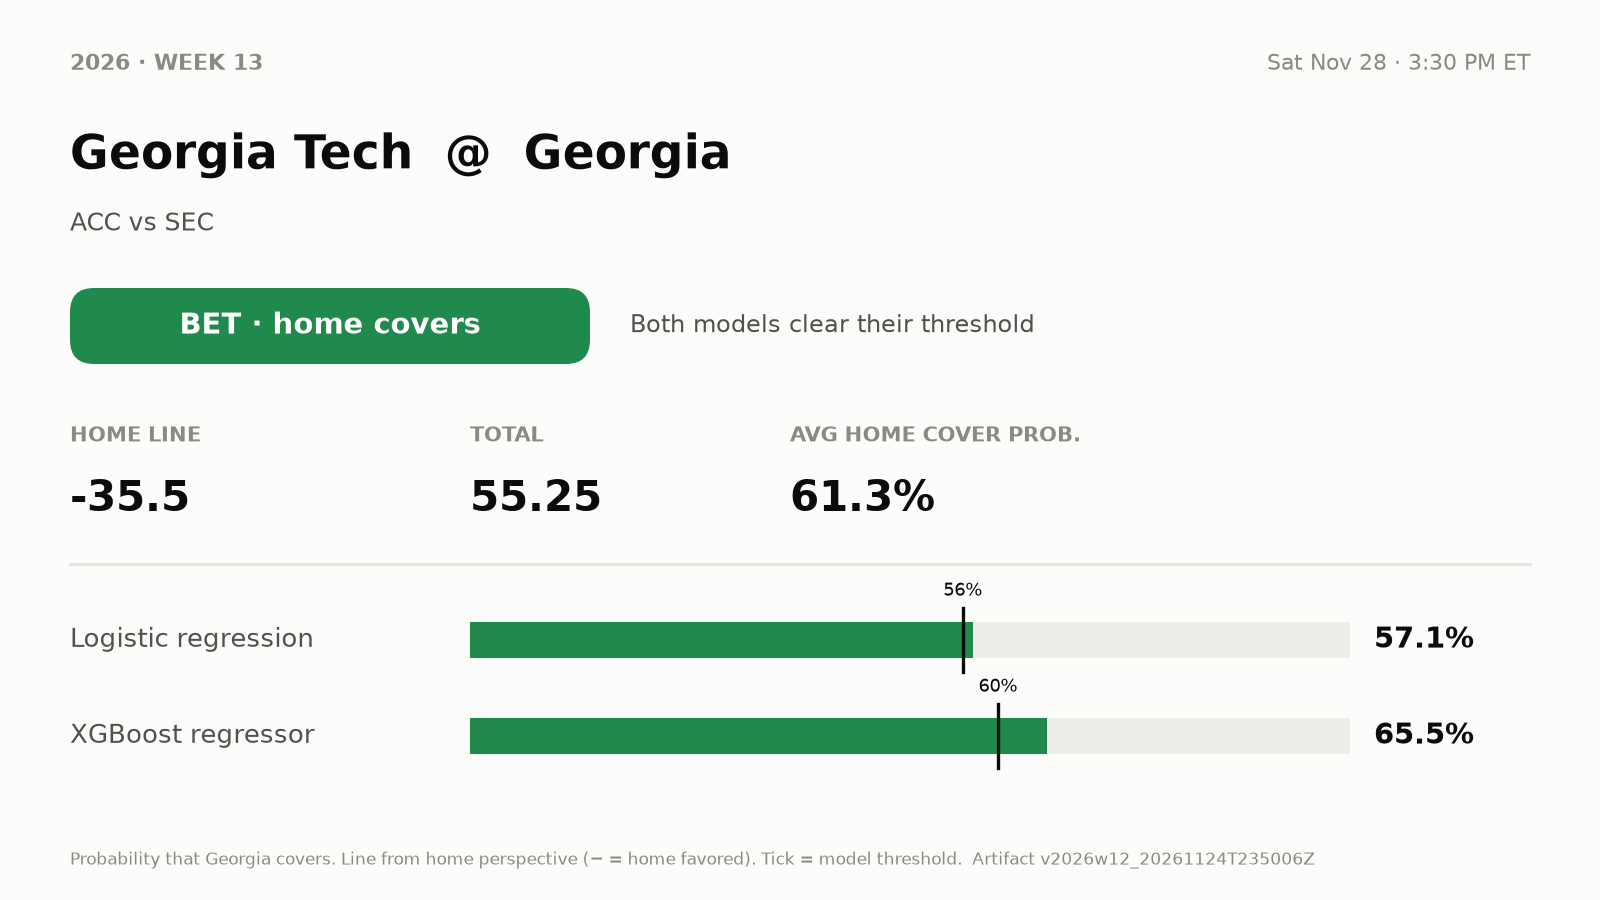 2026 · WEEK 13
Sat Nov 28 · 3:30 PM ET
Georgia Tech @ Georgia
ACC vs SEC
BET · home covers
Both models clear their threshold
HOME LINE
TOTAL
AVG HOME COVER PROB.
-35.5
55.25
61.3%
56%
Logistic regression
57.1%
60%
XGBoost regressor
65.5%
Probability that Georgia covers. Line from home perspective (− = home favored). Tick = model threshold. Artifact v2026w12_20261124T235006Z